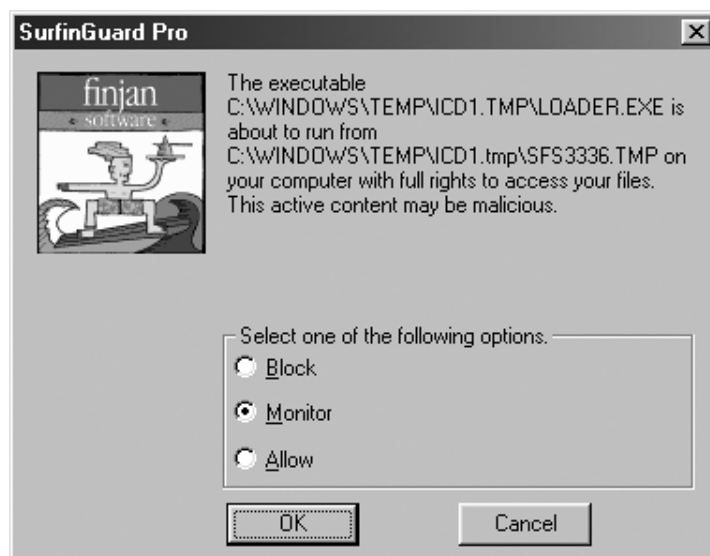 SurfinGuard Pro
finjan
software
The executable
C:\WINDOWS\TEMP\ICD1.TMP\LOADER.EXE is
about to run from
C:\WINDOWS\TEMP\ICD1.tmp\SFS3336.TMP on
your computer with full rights to access your files.
This active content may be malicious.
Select one of the following options.
Block
Monitor
Allow
OK
Cancel